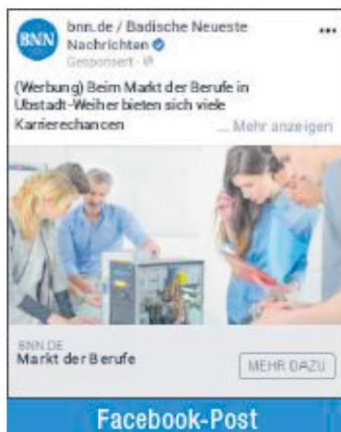 BNN
bnn.de / Badische Neueste
Nachrichten
Gesponsert ·
(Werbung) Beim Markt der Berufe in
Ubstadt-Weiher bieten sich viele
Karrierechancen ... Mehr anzeigen
BNN.DE
Markt der Berufe
MEHR DAZU
Facebook-Post